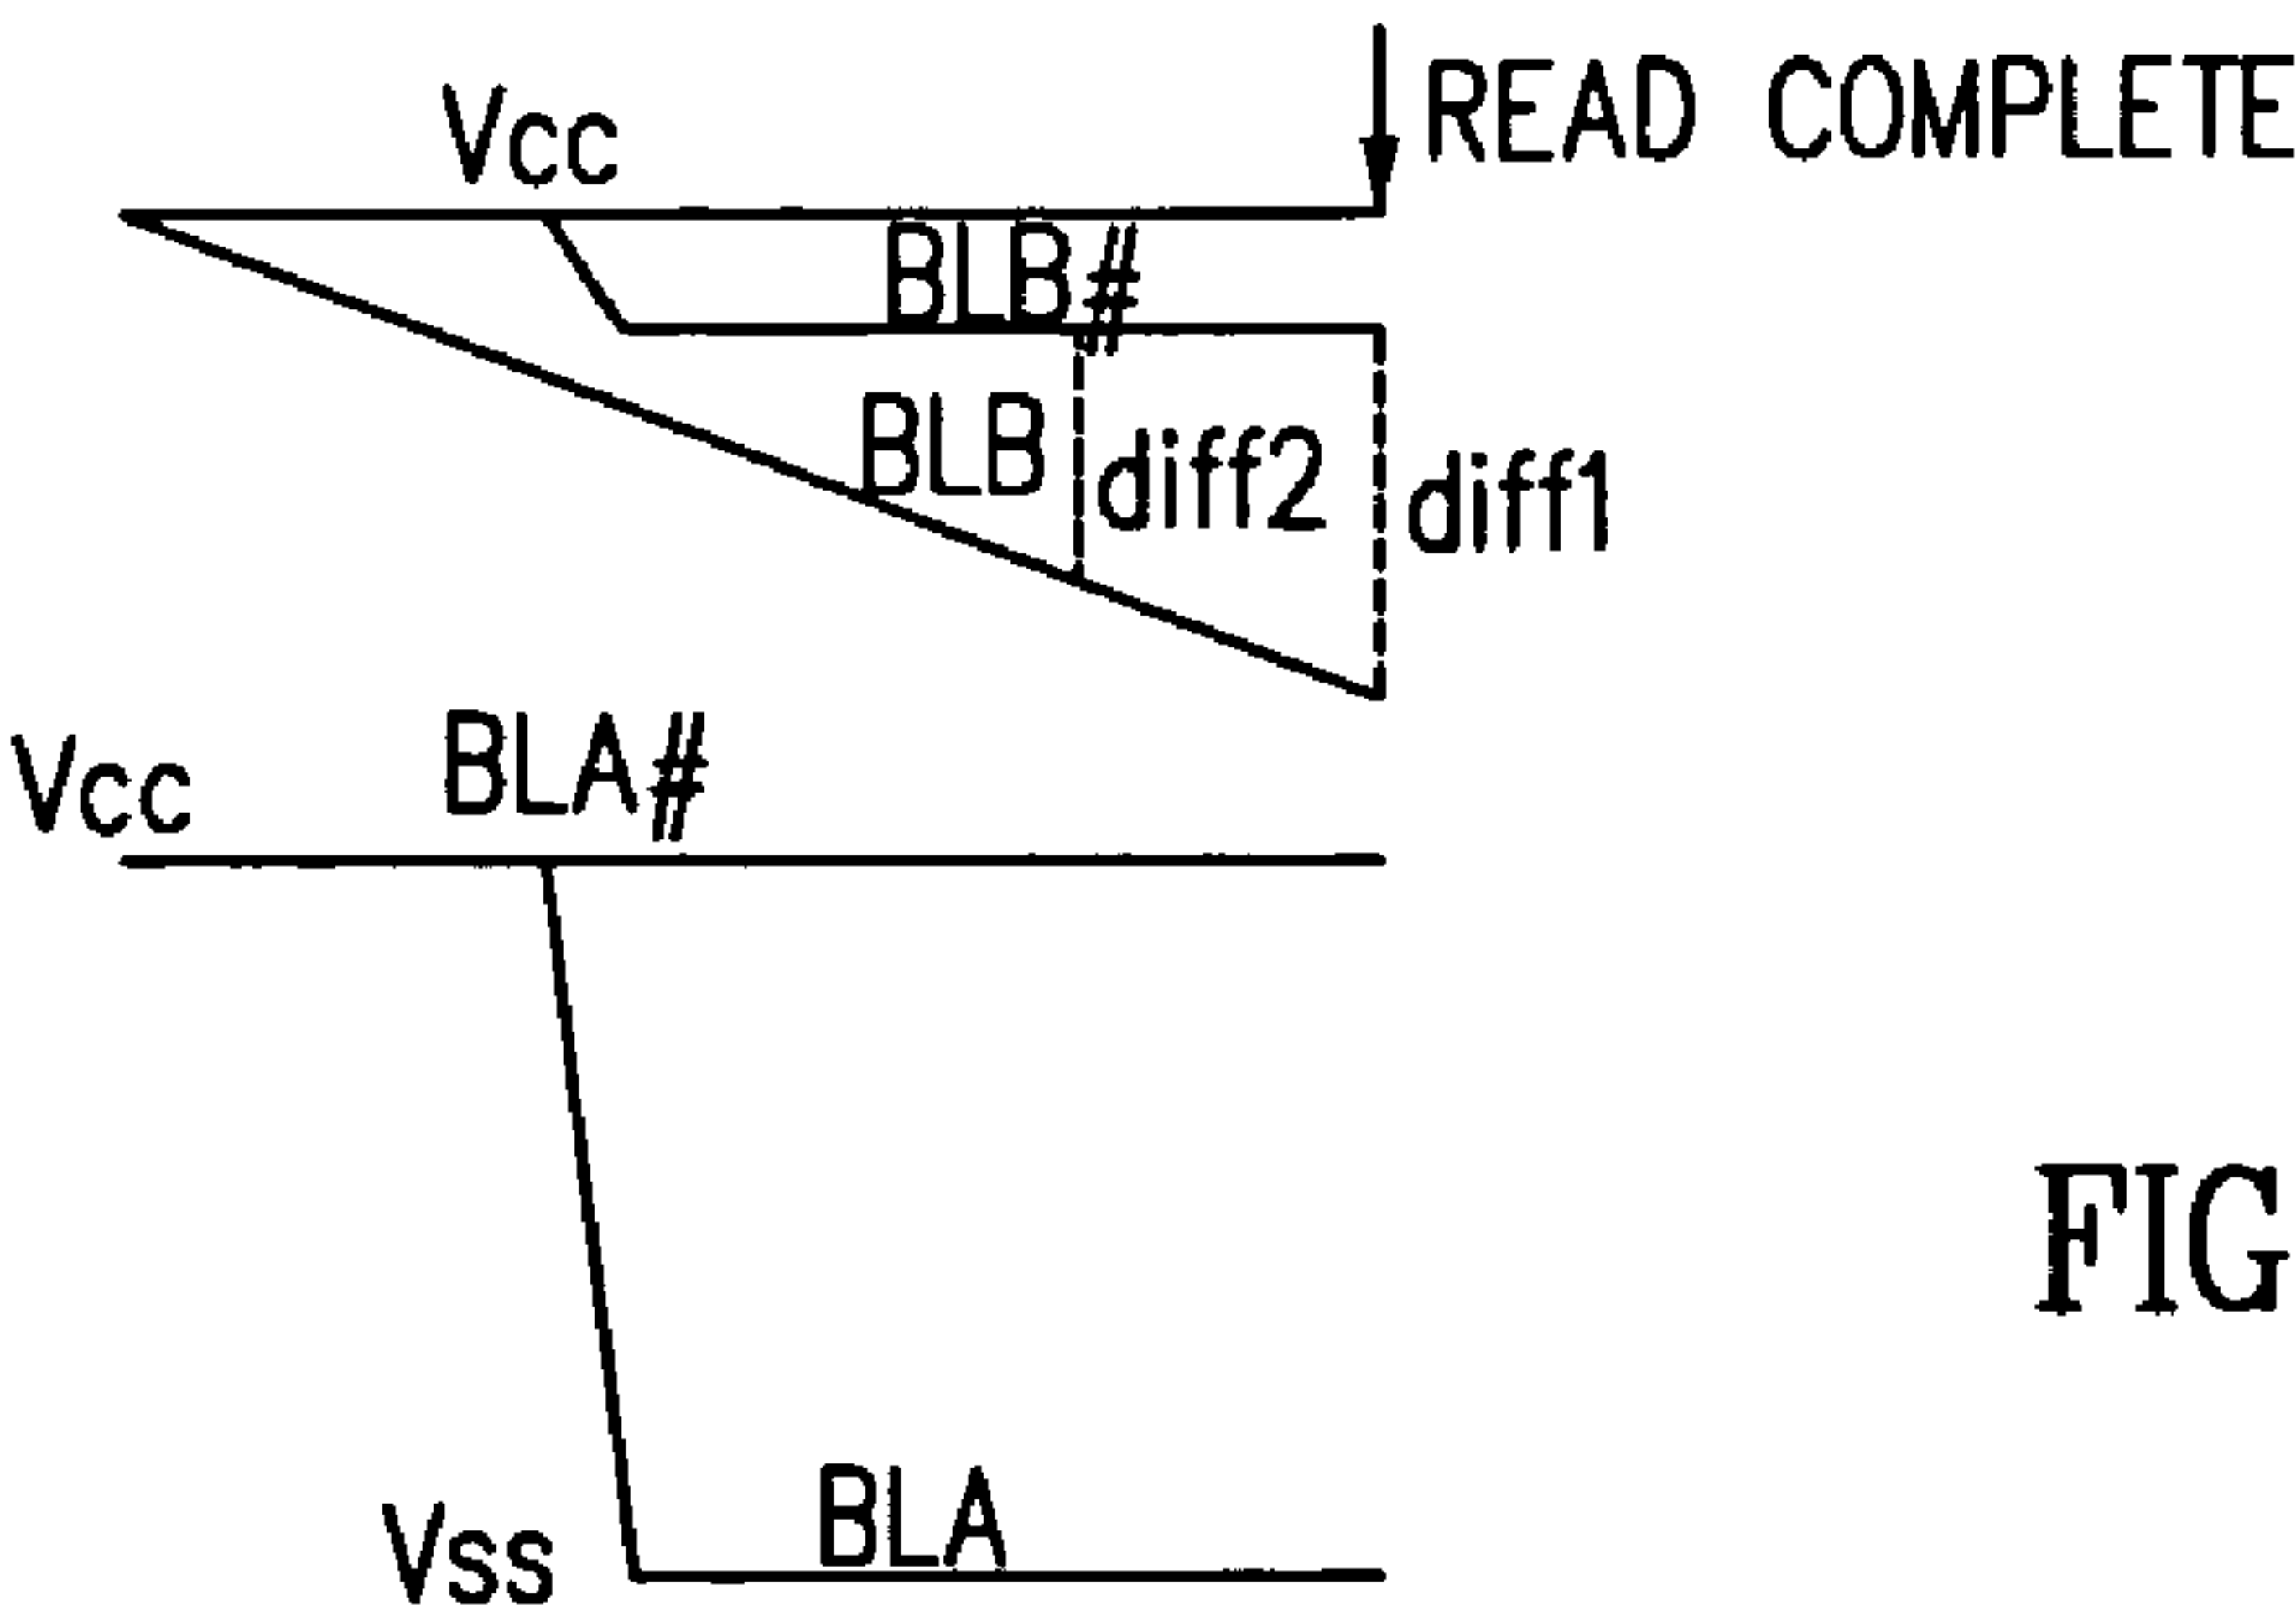 READ COMPLETE
Vcc
BLB#
BLB
diff2
diff1
BLA#
Vcc
FIG
BLA
Vss